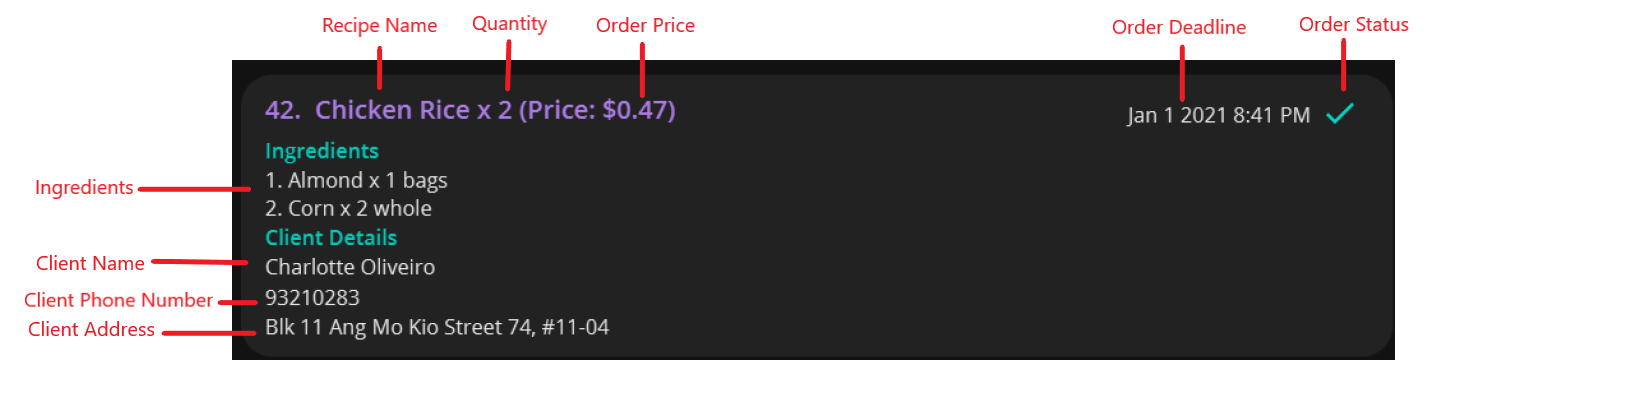 Recipe Name
Quantity
Order Price
Order Deadline
Order Status
42. Chicken Rice x 2 (Price: $0.47)
Jan 1 2021 8:41 PM
Ingredients
Ingredients
1. Almond x 1 bags
2. Corn x 2 whole
Client Details
Client Name
Charlotte Oliveiro
Client Phone Number
93210283
Client Address
Blk 11 Ang Mo Kio Street 74, #11-04